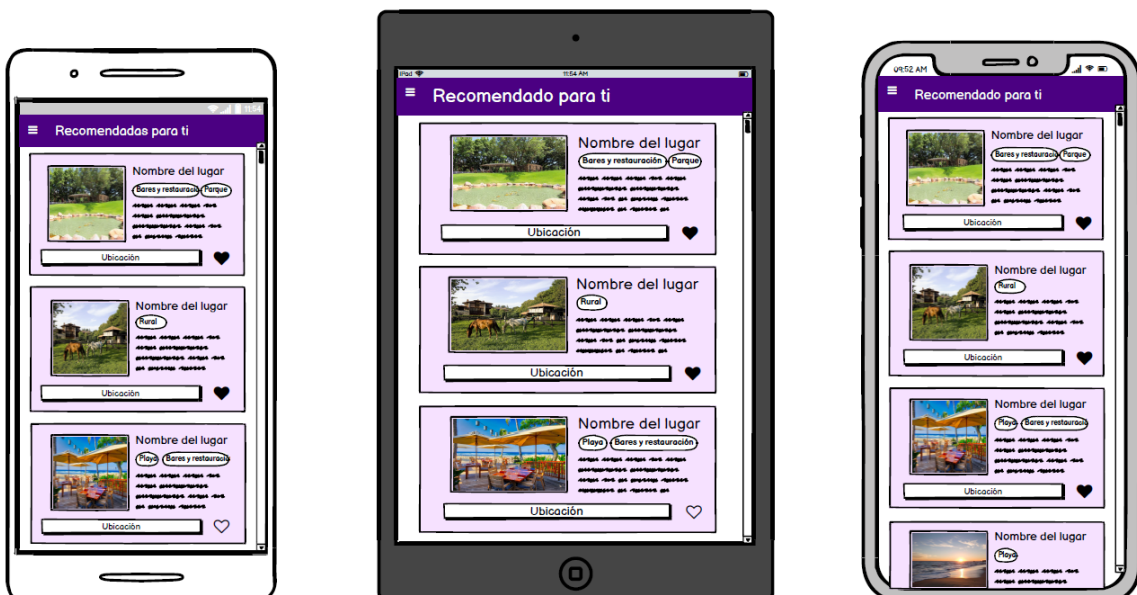 11:54
Recomendadas para ti
Nombre del lugar
Bares y restauració Parque
Ubicación
Nombre del lugar
Rural
Ubicación
Nombre del lugar
Playa Bares y restauració
Ubicación
iPad 11:54 AM
Recomendado para ti
Nombre del lugar
Bares y restauración Parque
Ubicación
Nombre del lugar
Rural
Ubicación
Nombre del lugar
Playa Bares y restauración
Ubicación
09:52 AM
Recomendado para ti
Nombre del lugar
Bares y restauració Parque
Ubicación
Nombre del lugar
Rural
Ubicación
Nombre del lugar
Playa Bares y restauració
Ubicación
Nombre del lugar
Playa